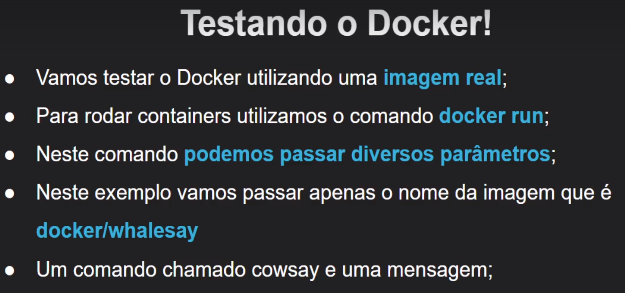 Testando o Docker!
● Vamos testar o Docker utilizando uma imagem real;
● Para rodar containers utilizamos o comando docker run;
● Neste comando podemos passar diversos parâmetros;
● Neste exemplo vamos passar apenas o nome da imagem que é
docker/whalesay
● Um comando chamado cowsay e uma mensagem;